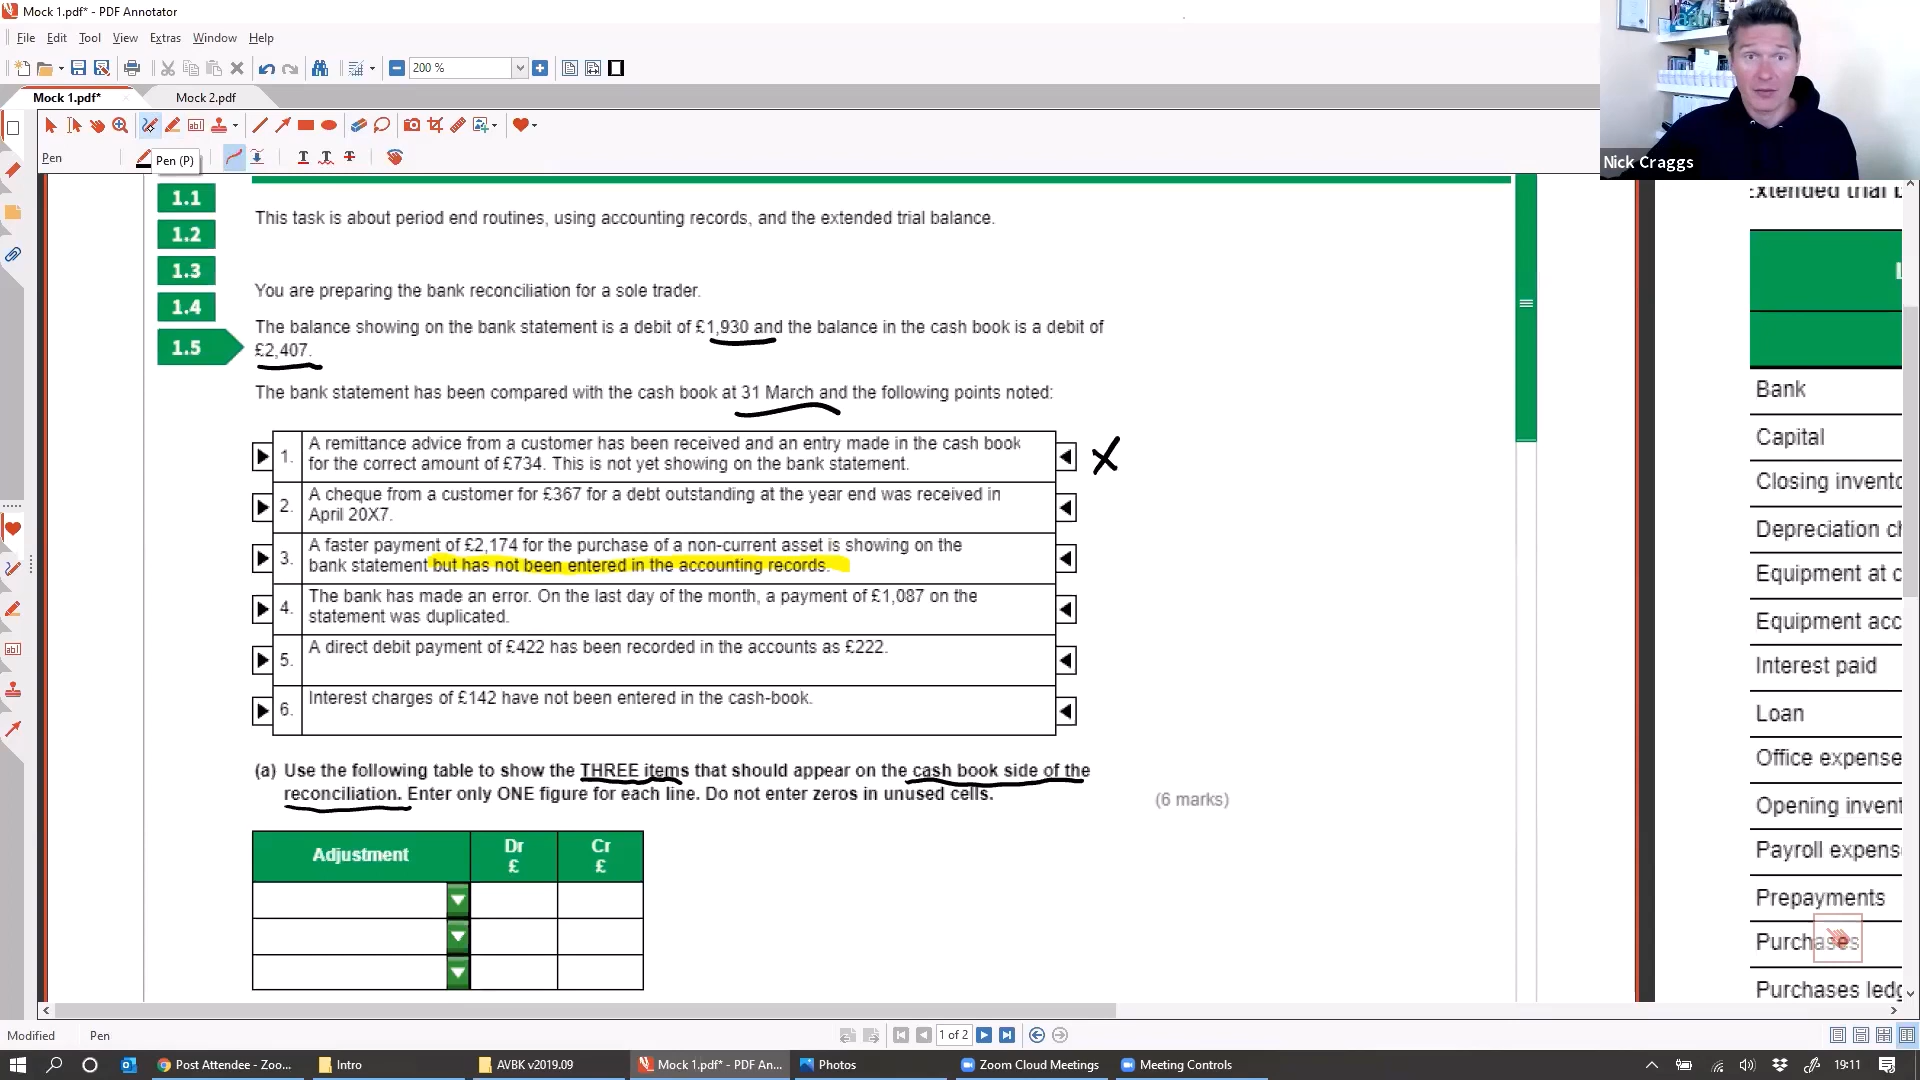 Mock 1.pdf* - PDF Annotator
File Edit Tool View Extras Window Help
200 %
Mock 1.pdf* Mock 2.pdf
Pen
Pen (P)
Nick Craggs
1.1
1.2
1.3
1.4
1.5
This task is about period end routines, using accounting records, and the extended trial balance.
You are preparing the bank reconciliation for a sole trader.
The balance showing on the bank statement is a debit of £1,930 and the balance in the cash book is a debit of
£2,407.
The bank statement has been compared with the cash book at 31 March and the following points noted:
1. A remittance advice from a customer has been received and an entry made in the cash book
for the correct amount of £734. This is not yet showing on the bank statement.
X
2. A cheque from a customer for £367 for a debt outstanding at the year end was received in
April 20X7.
3. A faster payment of £2,174 for the purchase of a non-current asset is showing on the
bank statement but has not been entered in the accounting records.
4. The bank has made an error. On the last day of the month, a payment of £1,087 on the
statement was duplicated.
5. A direct debit payment of £422 has been recorded in the accounts as £222.
6. Interest charges of £142 have not been entered in the cash-book.
(a) Use the following table to show the THREE items that should appear on the cash book side of the
reconciliation. Enter only ONE figure for each line. Do not enter zeros in unused cells.
(6 marks)
Adjustment Dr £ Cr £
Bank
Capital
Closing invento
Depreciation ch
Equipment at c
Equipment acc
Interest paid
Loan
Office expense
Opening invent
Payroll expens
Prepayments
Purchases
Purchases led
Modified Pen
1 of 2
Post Attendee - Zoo...
Intro
AVBK v2019.09
Mock 1.pdf* - PDF An...
Photos
Zoom Cloud Meetings
Meeting Controls
19:11